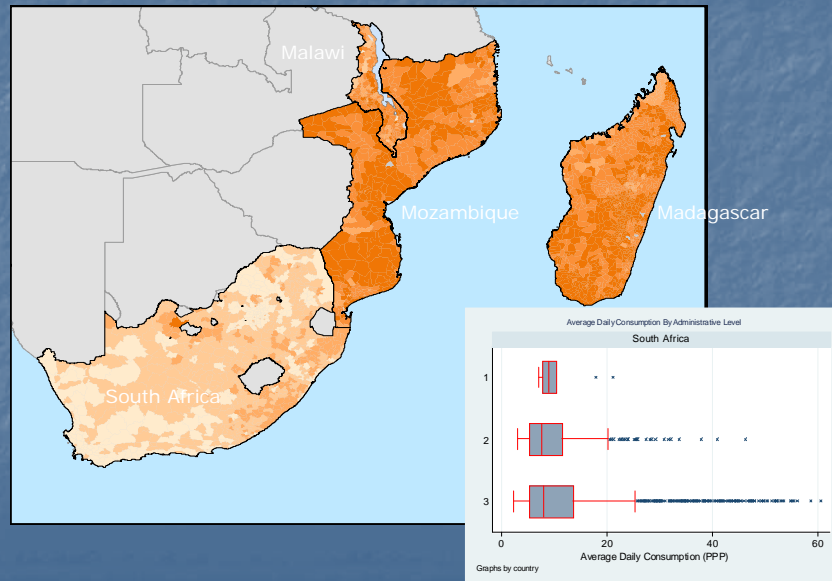 Malawi
Mozambique
Madagascar
South Africa
Average Daily Consumption By Administrative Level
South Africa
1
2
3
0 20 40 60
Average Daily Consumption (PPP)
Graphs by country